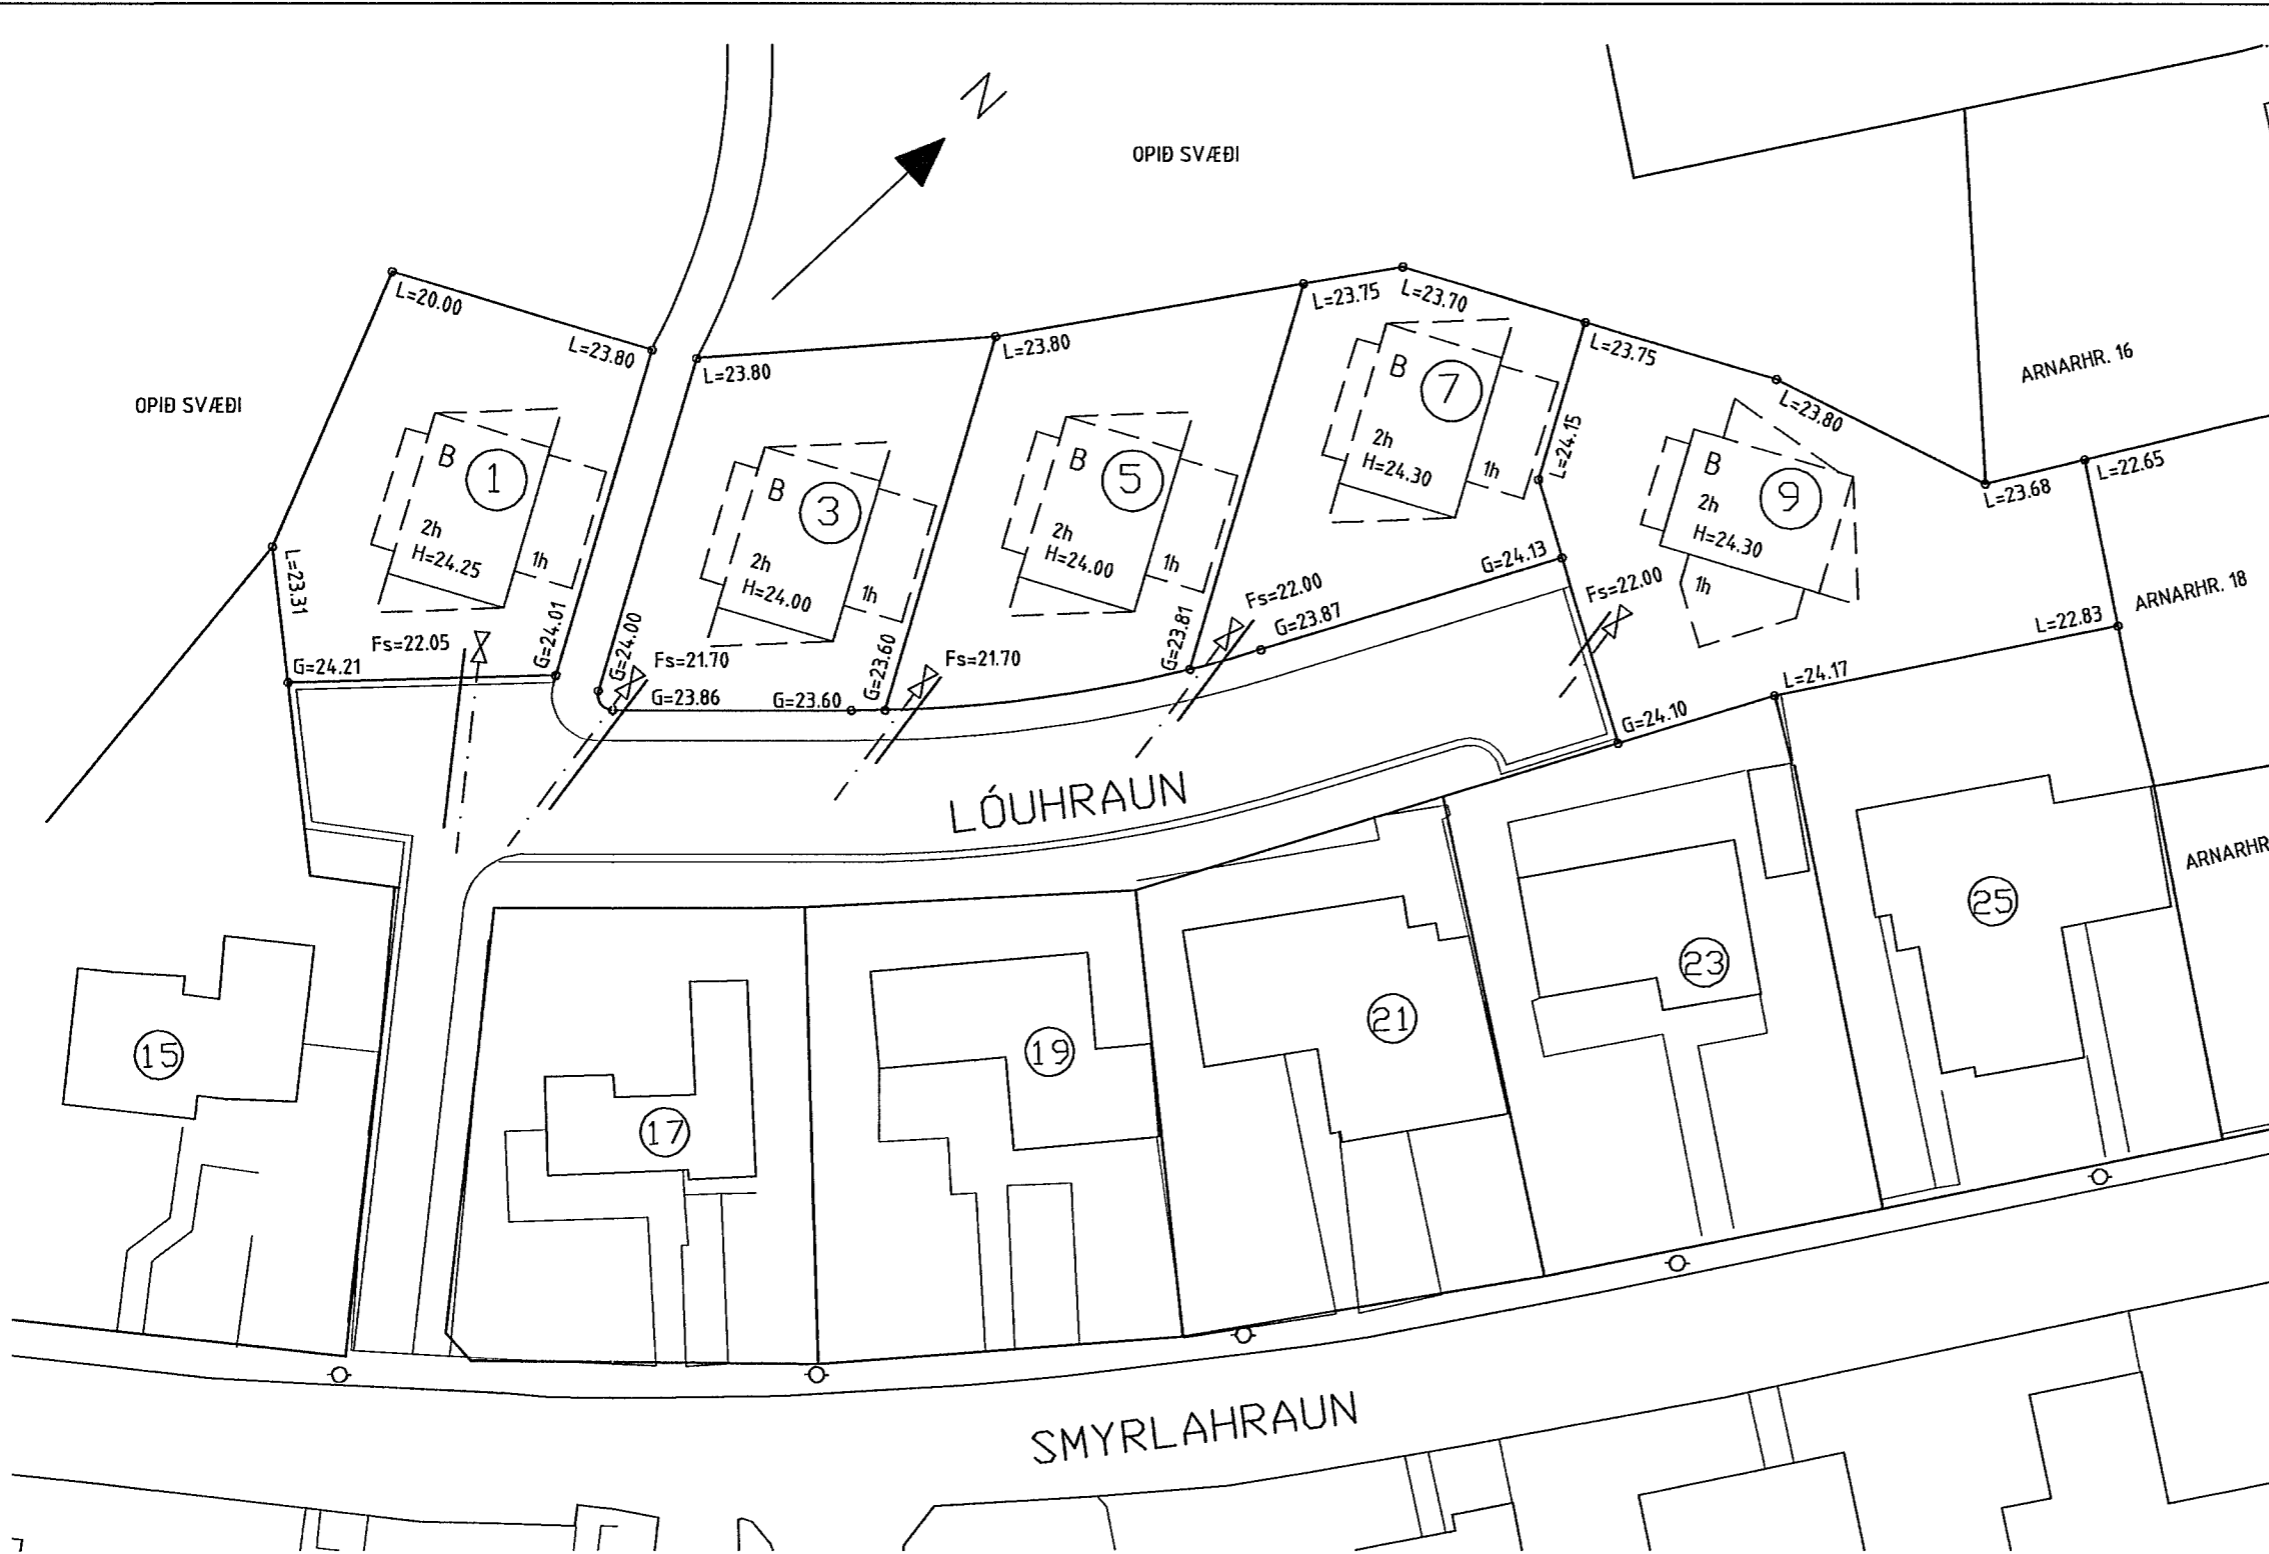 N
OPIÐ SVÆÐI
L=20.00
L=23.80
L=23.80
L=23.80
L=23.75
L=23.70
L=23.75
L=23.80
ARNARHR. 16
OPIÐ SVÆÐI
B
1
2h
H=24.25
1h
B
3
2h
H=24.00
1h
B
5
2h
H=24.00
1h
B
7
2h
H=24.30
1h
L=24.15
B
9
2h
H=24.30
1h
L=23.68
L=22.65
ARNARHR. 18
L=22.83
L=23.31
G=24.21
Fs=22.05
G=24.01
G=24.00
Fs=21.70
G=23.86
G=23.60
G=23.60
Fs=21.70
G=23.81
Fs=22.00
G=23.87
G=24.13
Fs=22.00
G=24.10
L=24.17
LÓUHRAUN
ARNARHR
15
17
19
21
23
25
SMYRLAHRAUN